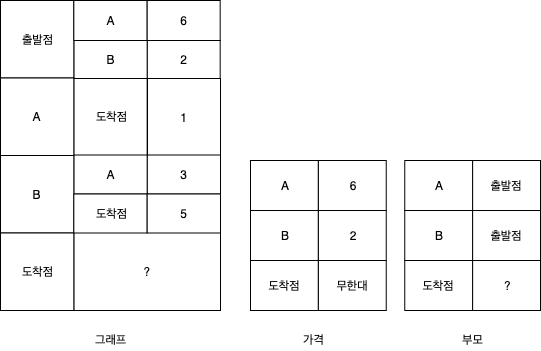 출발점 A 6
B 2
A 도착점 1
B A 3
도착점 5
도착점 ?
그래프
A 6
B 2
도착점 무한대
가격
A 출발점
B 출발점
도착점 ?
부모